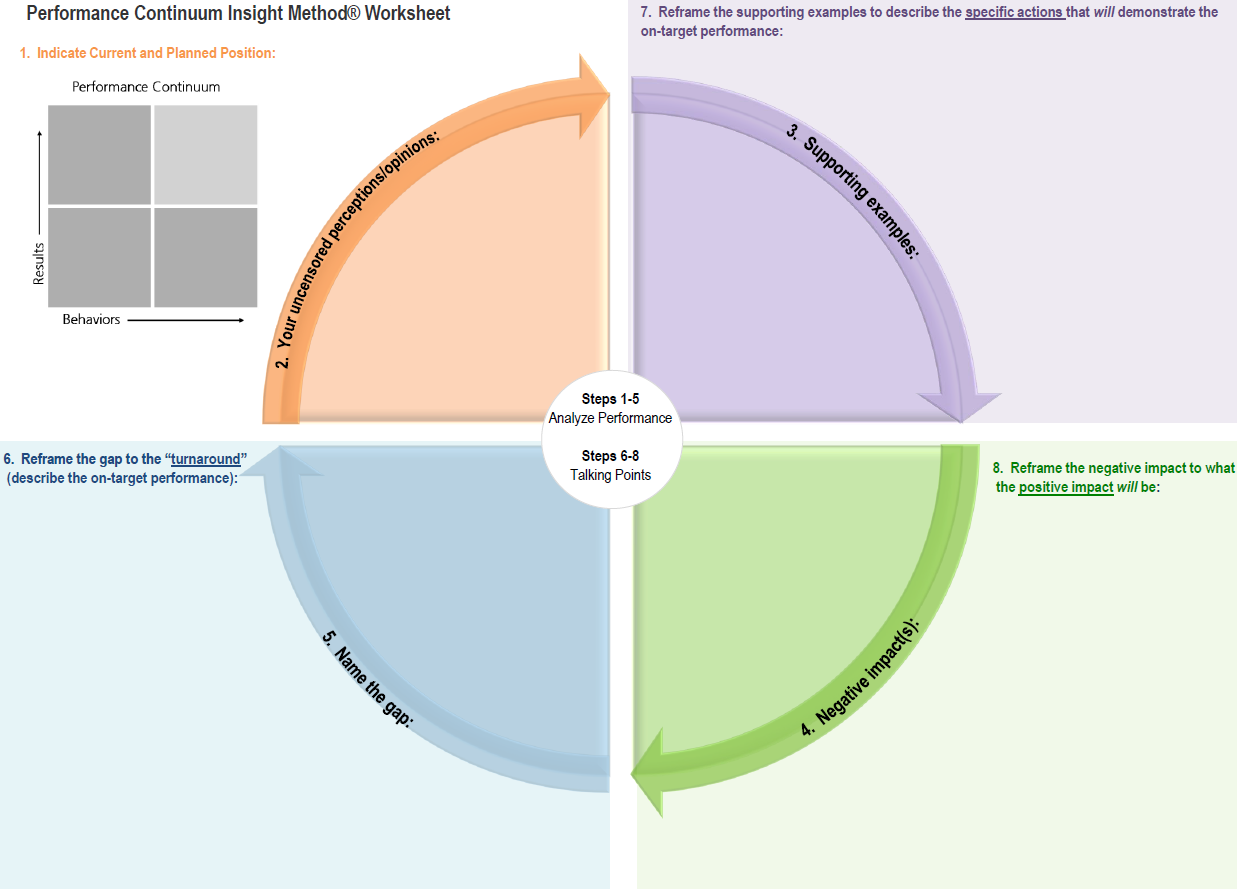 Performance Continuum Insight Method® Worksheet
1. Indicate Current and Planned Position:
Performance Continuum
Results
Behaviors
2. Your uncensored perceptions/opinions:
7. Reframe the supporting examples to describe the specific actions that will demonstrate the
on-target performance:
3. Supporting examples:
Steps 1-5
Analyze Performance
Steps 6-8
Talking Points
6. Reframe the gap to the “turnaround”
(describe the on-target performance):
5. Name the gap:
8. Reframe the negative impact to what
the positive impact will be:
4. Negative impact(s):